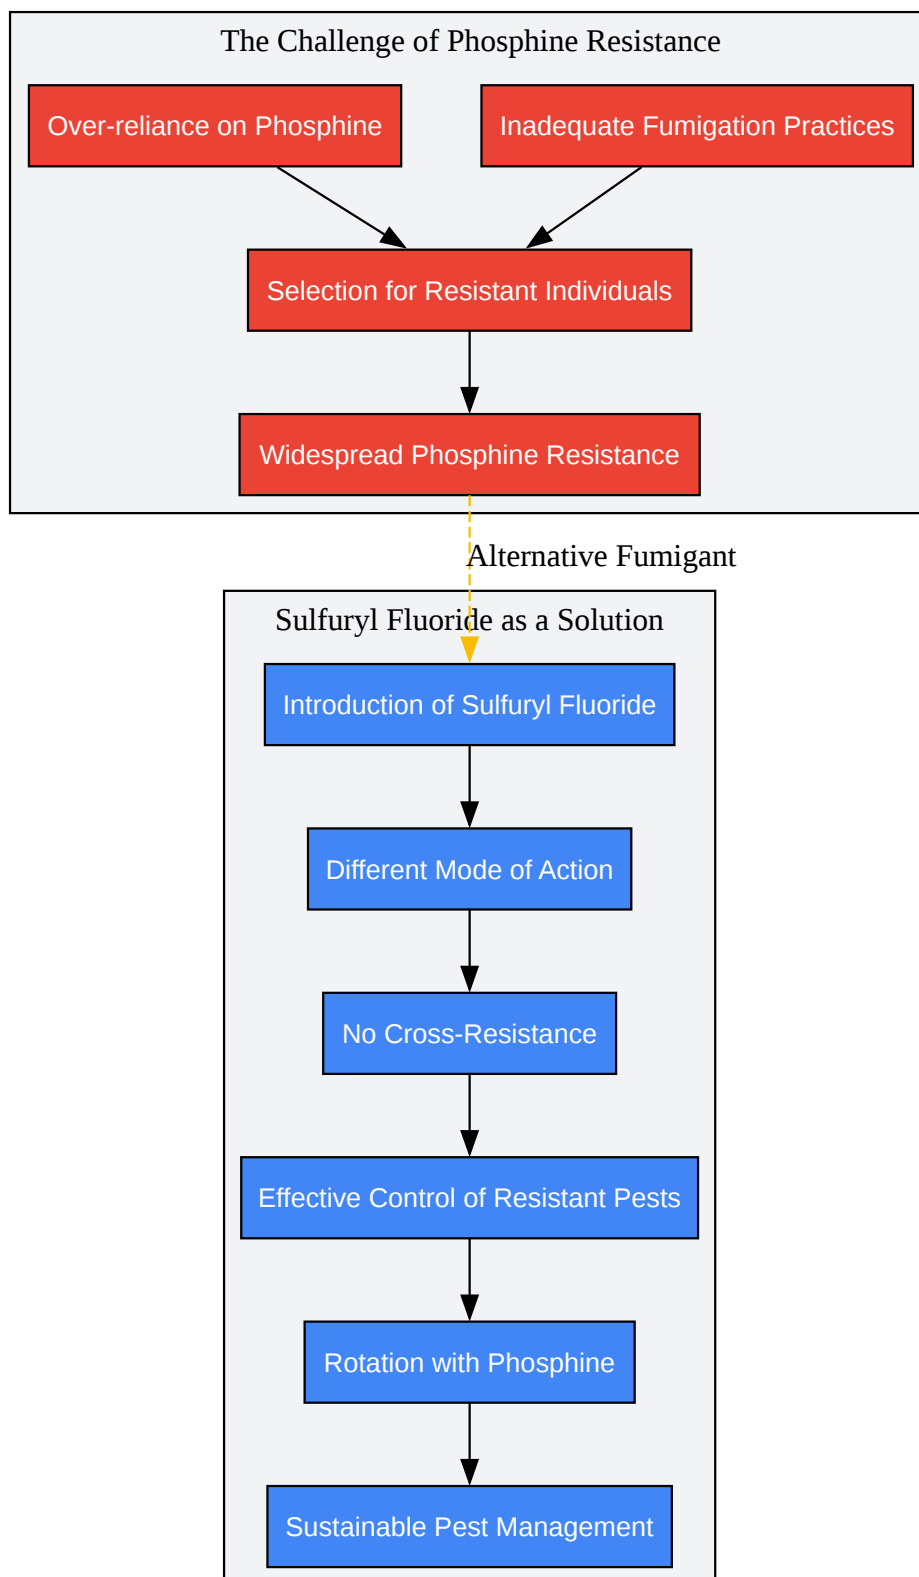 The Challenge of Phosphine Resistance
Over-reliance on Phosphine
Inadequate Fumigation Practices
Selection for Resistant Individuals
Widespread Phosphine Resistance
Alternative Fumigant
Sulfuryl Fluoride as a Solution
Introduction of Sulfuryl Fluoride
Different Mode of Action
No Cross-Resistance
Effective Control of Resistant Pests
Rotation with Phosphine
Sustainable Pest Management